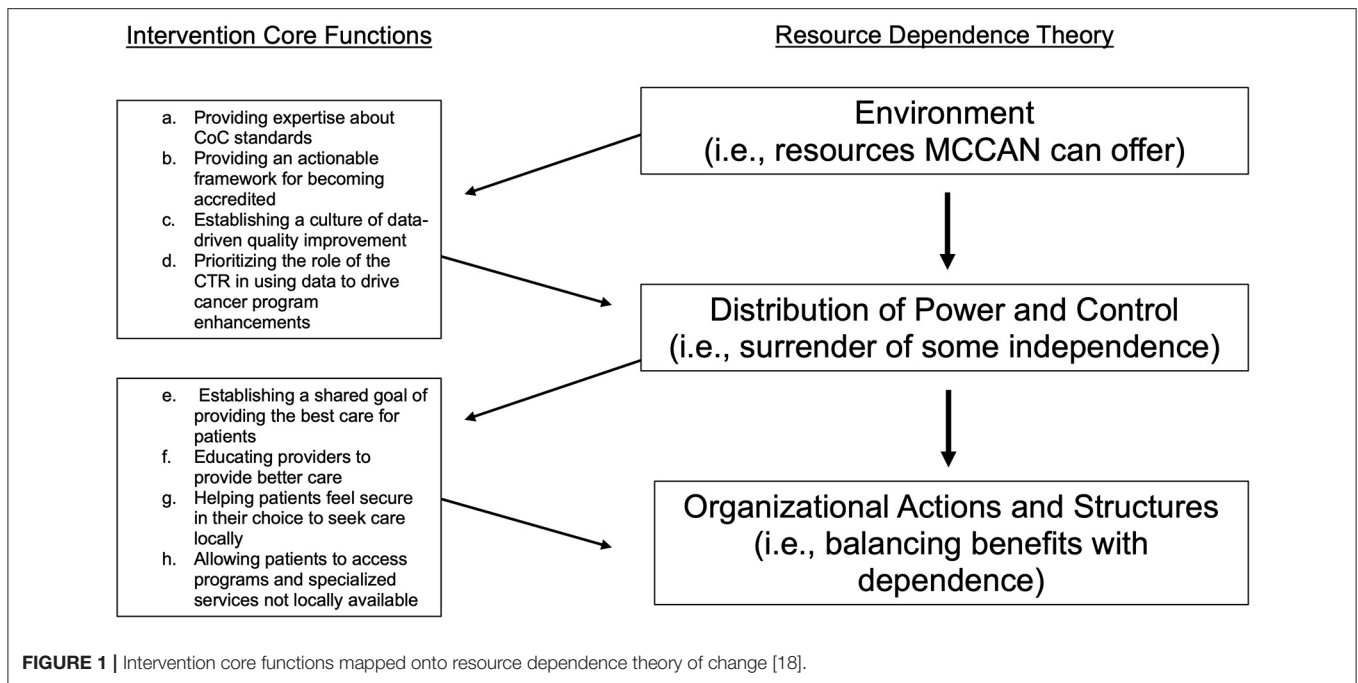 Intervention Core Functions
a. Providing expertise about
CoC standards
b. Providing an actionable
framework for becoming
accredited
c. Establishing a culture of data-
driven quality improvement
d. Prioritizing the role of the
CTR in using data to drive
cancer program
enhancements
e. Establishing a shared goal of
providing the best care for
patients
f. Educating providers to
provide better care
g. Helping patients feel secure
in their choice to seek care
locally
h. Allowing patients to access
programs and specialized
services not locally available
Resource Dependence Theory
Environment
(i.e., resources MCCAN can offer)
Distribution of Power and Control
(i.e., surrender of some independence)
Organizational Actions and Structures
(i.e., balancing benefits with
dependence)
FIGURE 1 | Intervention core functions mapped onto resource dependence theory of change [18].